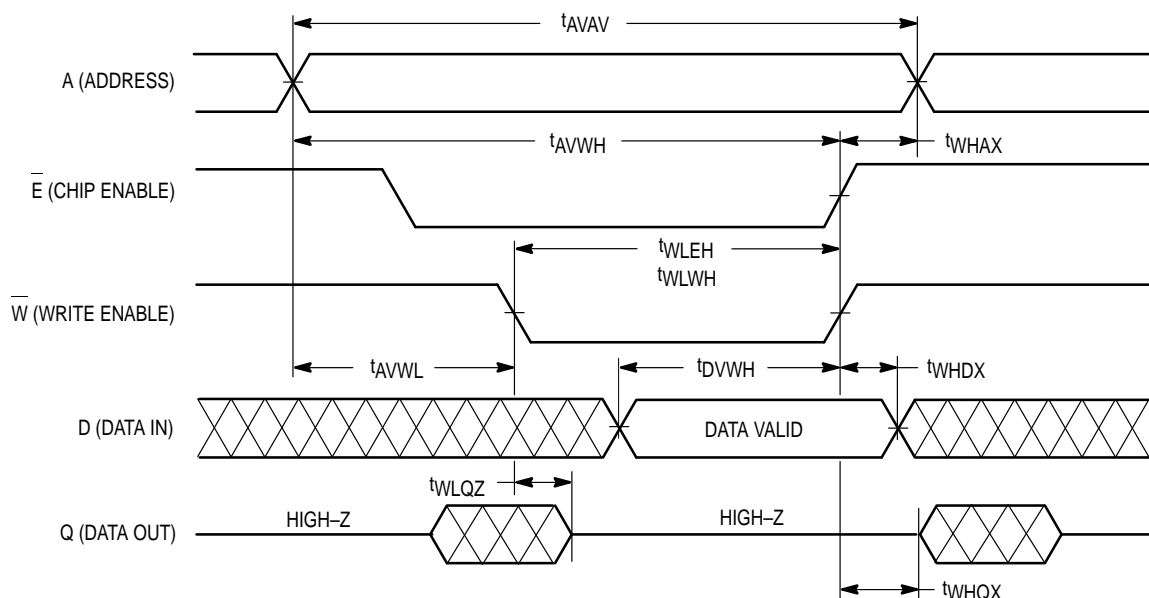 tAVAV
A (ADDRESS)
tAVWH
tWHAX
E (CHIP ENABLE)
tWLEH
tWLWH
W (WRITE ENABLE)
tAVWL
tDVWH
tWHDX
D (DATA IN)
DATA VALID
tWLQZ
Q (DATA OUT)
HIGH–Z
HIGH–Z
tWHQX